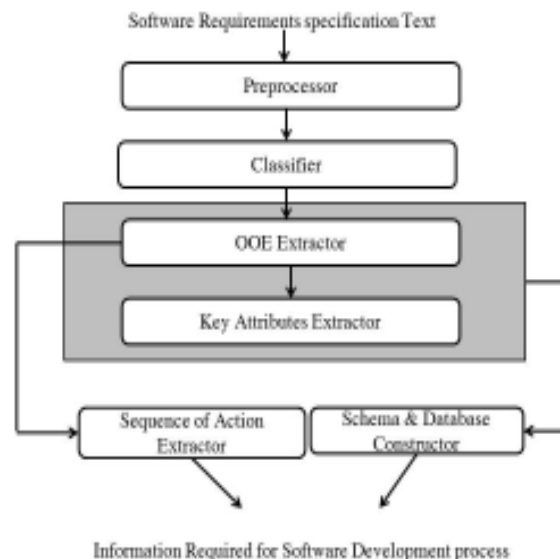 Software Requirements specification Text
Preprocessor
Classifier
OOE Extractor
Key Attributes Extractor
Sequence of Action
Extractor
Schema & Database
Constructor
Information Required for Software Development process